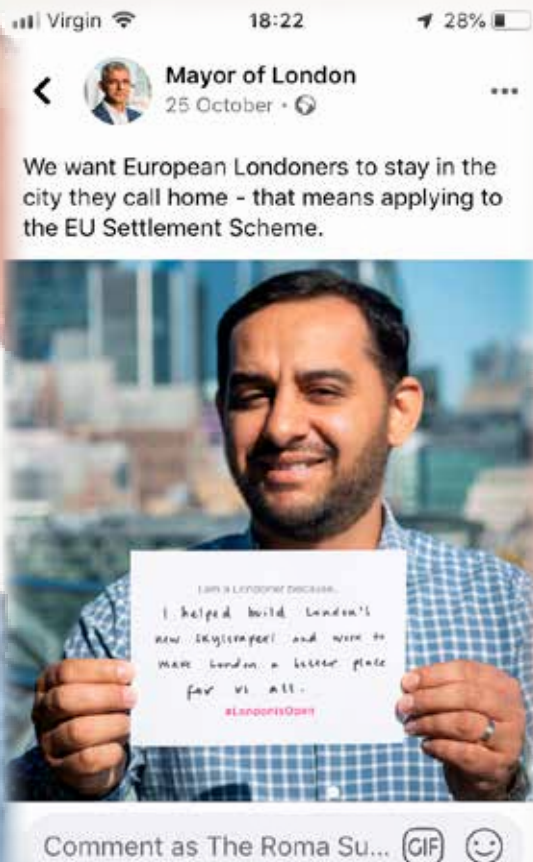 Virgin 18:22 28%
Mayor of London
25 October
We want European Londoners to stay in the
city they call home - that means applying to
the EU Settlement Scheme.
I am a Londoner because...
I helped build London's
new skyscrapers and work to
make London a better place
for us all.
#LondonIsOpen
Comment as The Roma Su... GIF